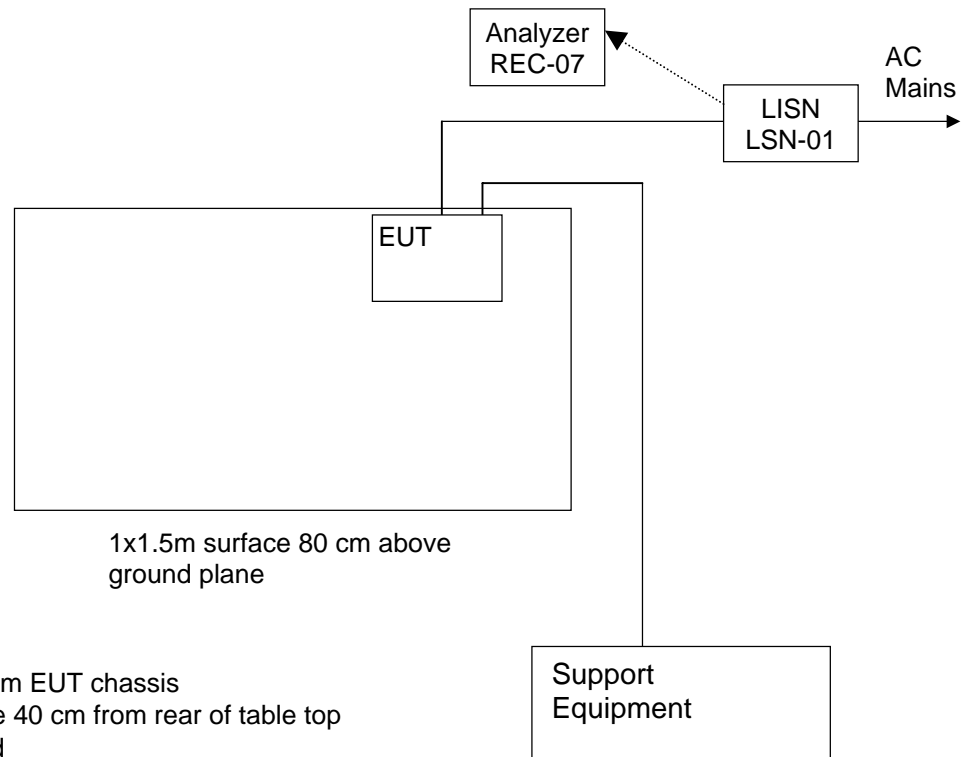 Analyzer
REC-07
AC
Mains
LISN
LSN-01
EUT
1x1.5m surface 80 cm above
ground plane
m EUT chassis
40 cm from rear of table top
Support
Equipment